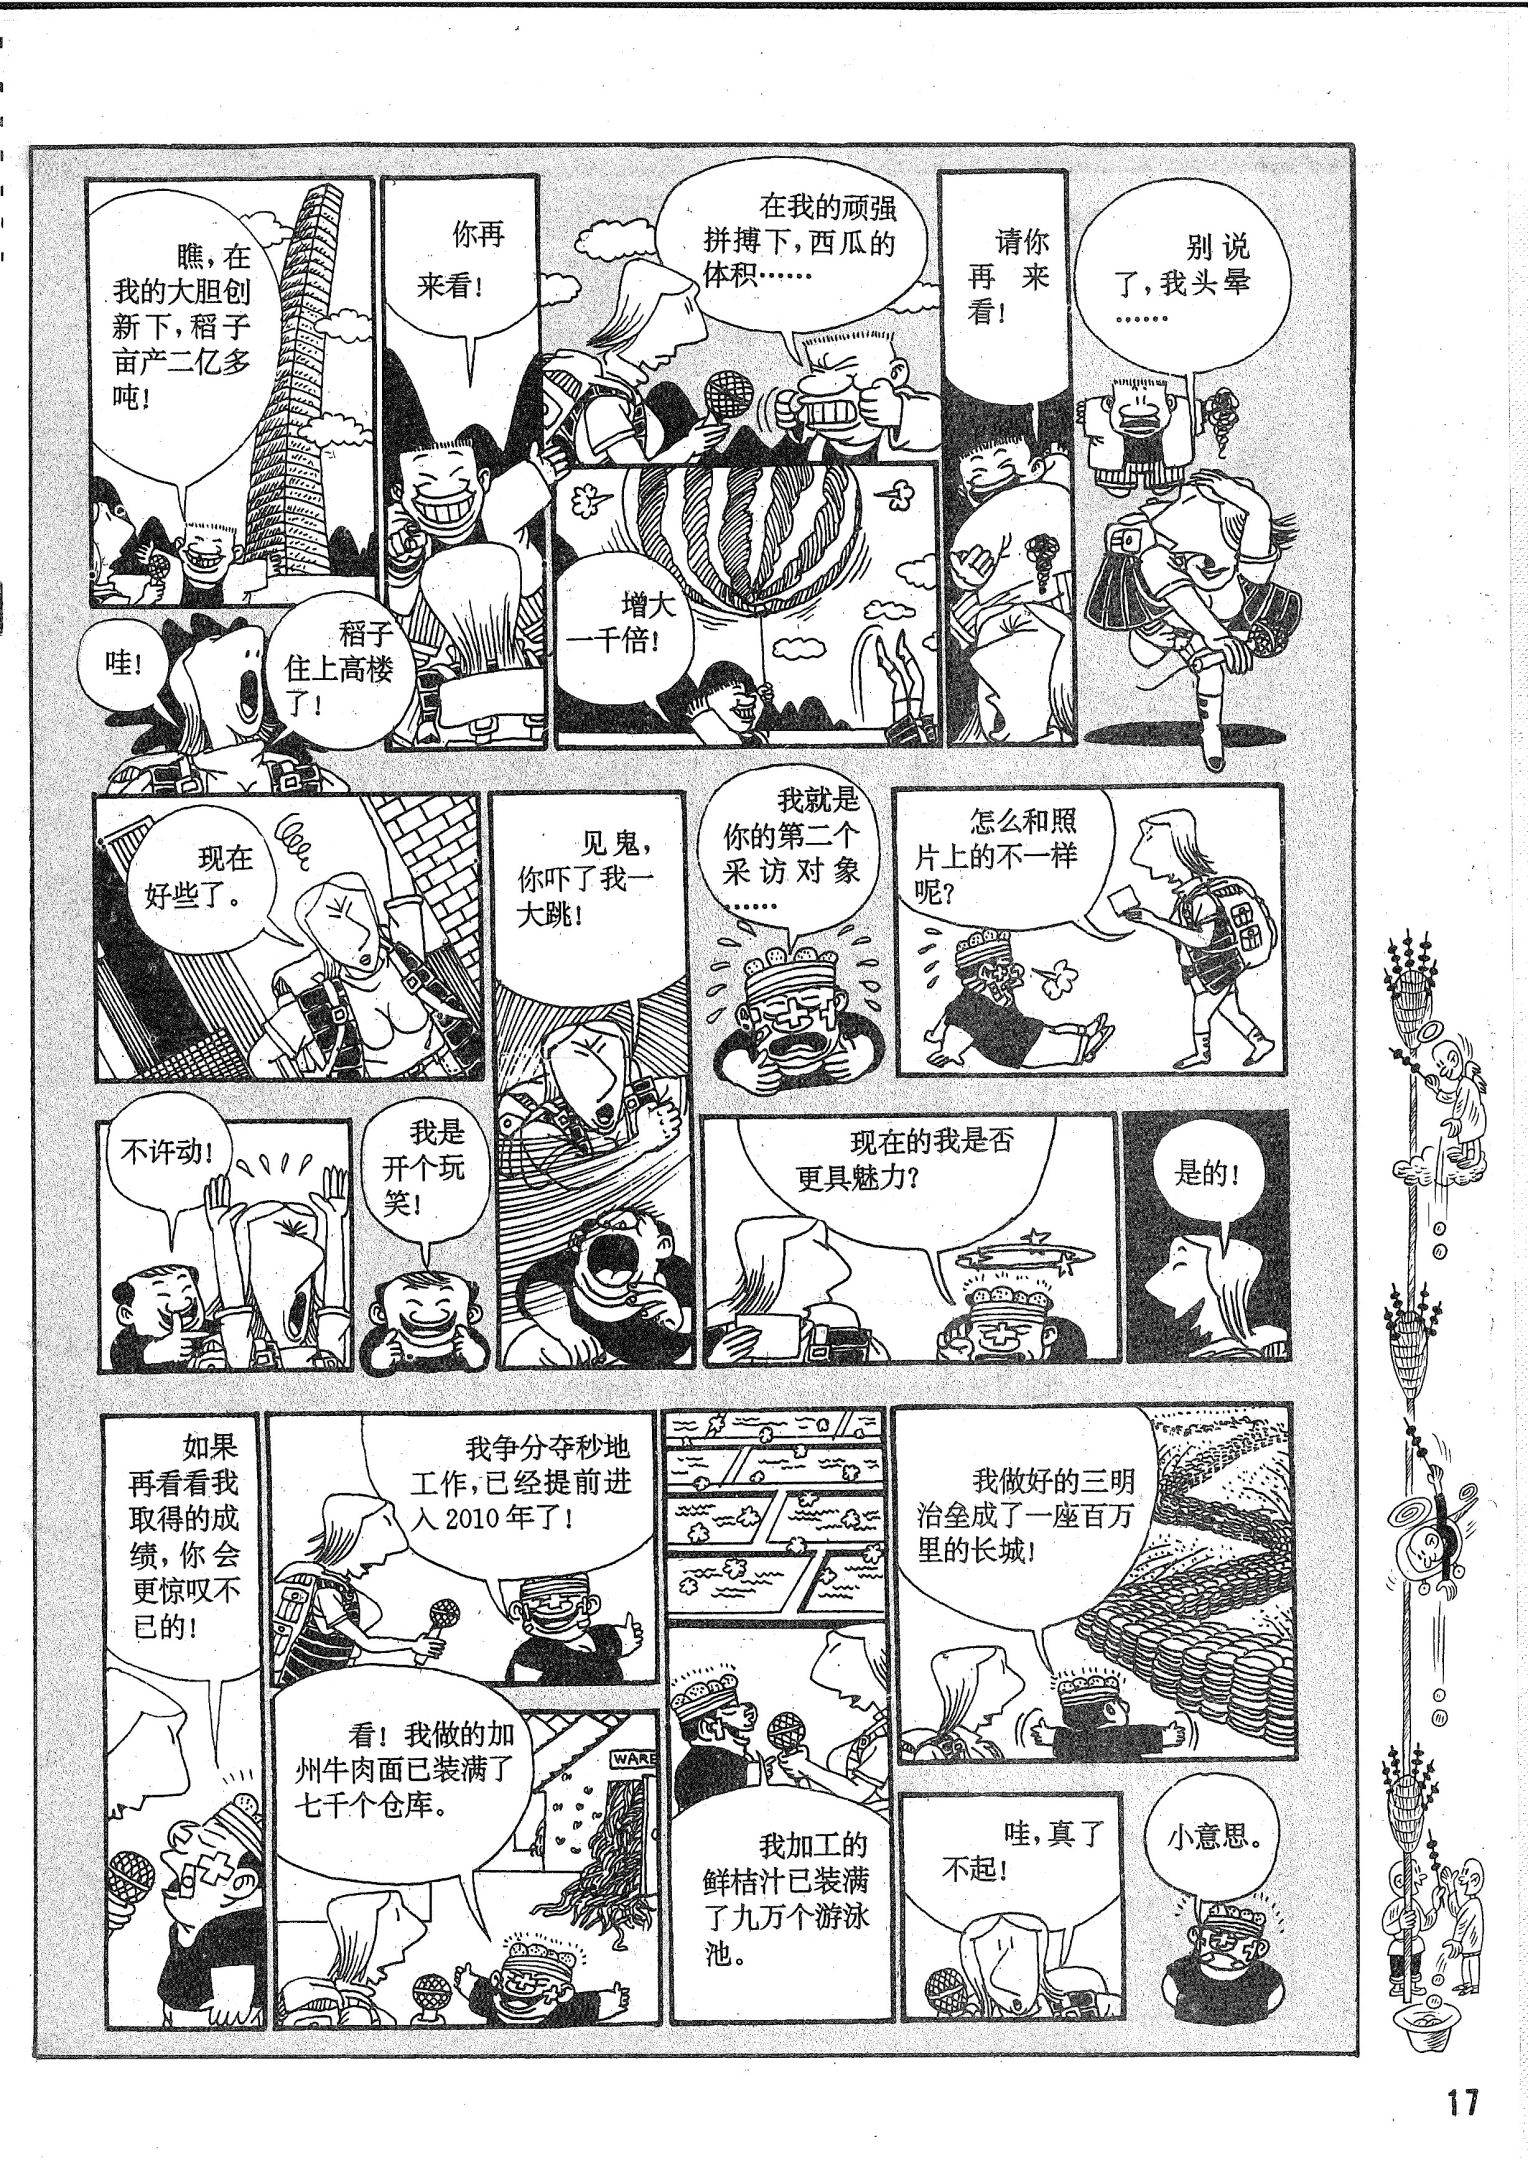 瞧，在
我的大胆创
新下，稻子
亩产二亿多
吨！
哇！
稻子
住上高楼
了！
你再
来看！
在我的顽强
拼搏下，西瓜的
体积……
增大
一千倍！
请你
再来
看！
别说
了，我头晕
……
现在
好些了。
不许动！
我是
开个玩
笑！
见鬼，
你吓了我一
大跳！
我就是
你的第二个
采访对象
……
怎么和照
片上的不一样
呢？
现在的我是否
更具魅力？
是的！
如果
再看看我
取得的成
绩，你会
更惊叹不
已的！
我争分夺秒地
工作，已经提前进
入2010年了！
看！我做的加
州牛肉面已装满了
七千个仓库。
WARE
我加工的
鲜桔汁已装满
了九万个游泳
池。
我做好的三明
治垒成了一座百万
里的长城！
哇，真了
不起！
小意思。
17